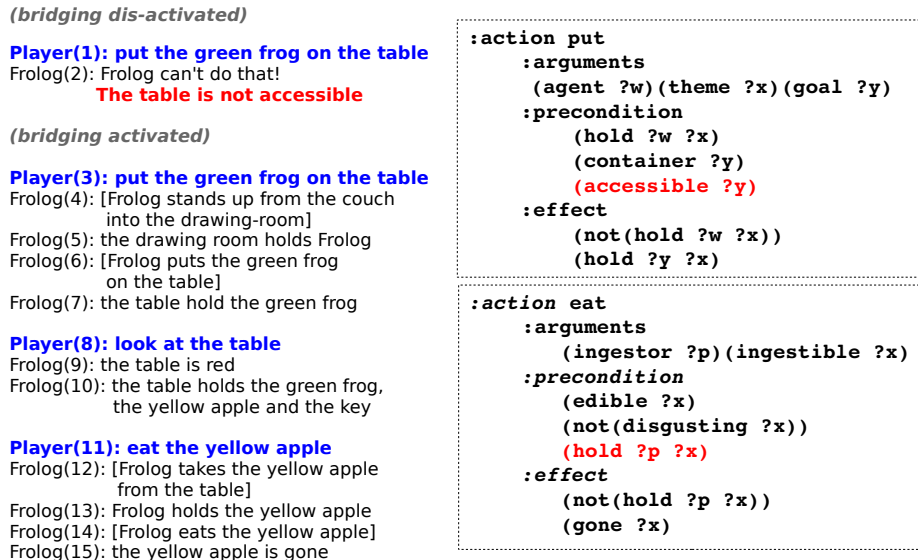 (bridging dis-activated)
Player(1): put the green frog on the table
Frolog(2): Frolog can't do that!
The table is not accessible
(bridging activated)
Player(3): put the green frog on the table
Frolog(4): [Frolog stands up from the couch
into the drawing-room]
Frolog(5): the drawing room holds Frolog
Frolog(6): [Frolog puts the green frog
on the table]
Frolog(7): the table hold the green frog
Player(8): look at the table
Frolog(9): the table is red
Frolog(10): the table holds the green frog,
the yellow apple and the key
Player(11): eat the yellow apple
Frolog(12): [Frolog takes the yellow apple
from the table]
Frolog(13): Frolog holds the yellow apple
Frolog(14): [Frolog eats the yellow apple]
Frolog(15): the yellow apple is gone
:action put
:arguments
(agent ?w)(theme ?x)(goal ?y)
:precondition
(hold ?w ?x)
(container ?y)
(accessible ?y)
:effect
(not(hold ?w ?x))
(hold ?y ?x)
:action eat
:arguments
(ingestor ?p)(ingestible ?x)
:precondition
(edible ?x)
(not(disgusting ?x))
(hold ?p ?x)
:effect
(not(hold ?p ?x))
(gone ?x)